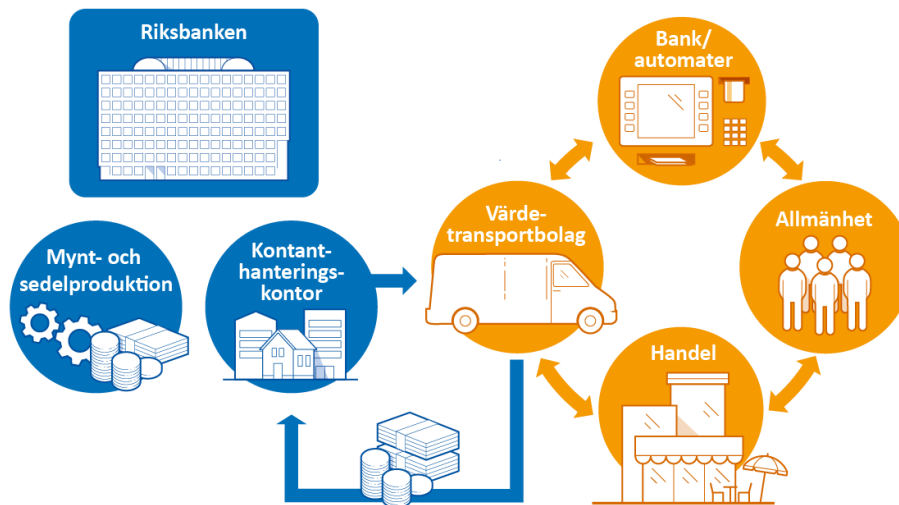 Riksbanken
Bank/
automater
Värde-
transportbolag
Allmänhet
Mynt- och
sedelproduktion
Kontant-
hanterings-
kontor
Handel